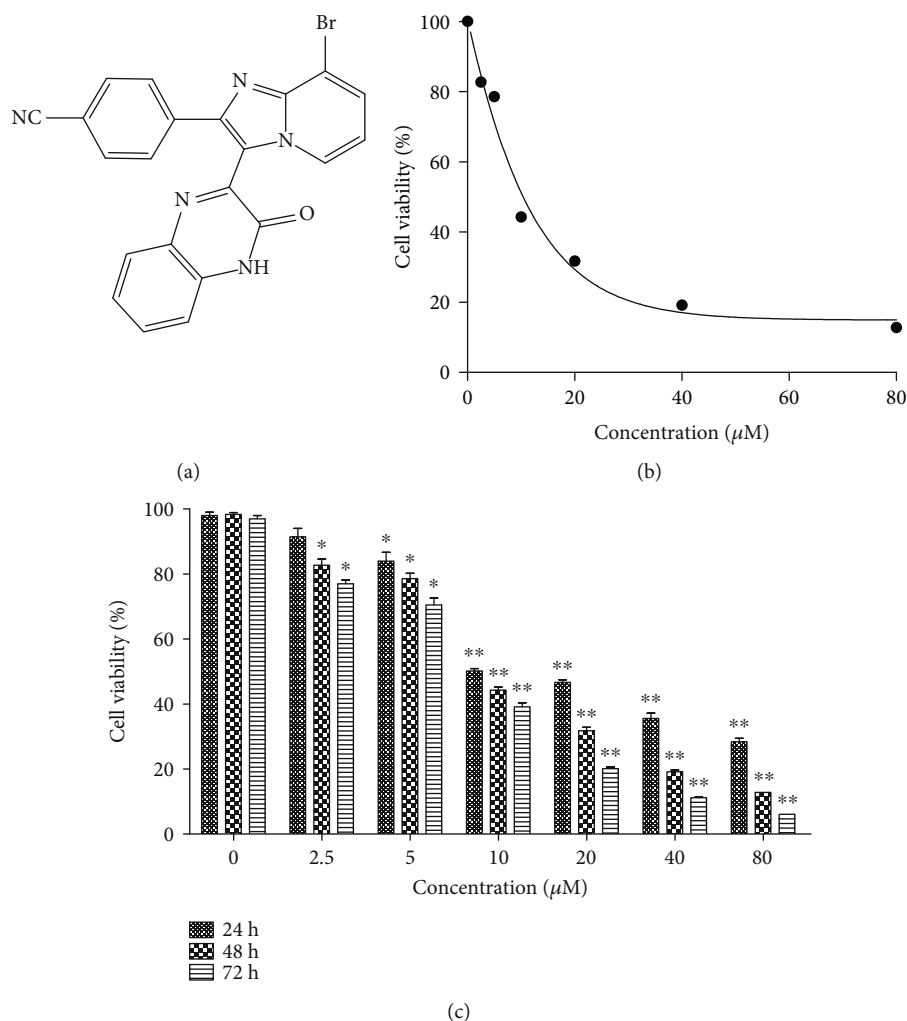 Br
N
NC
N
N
O
NH
(a)
100
80
60
40
20
0
Cell viability (%)
0 20 40 60 80
Concentration (μM)
(b)
100
80
60
40
20
0
Cell viability (%)
* * * * *
** ** ** ** ** ** ** ** ** ** ** **
0 2.5 5 10 20 40 80
Concentration (μM)
24 h
48 h
72 h
(c)